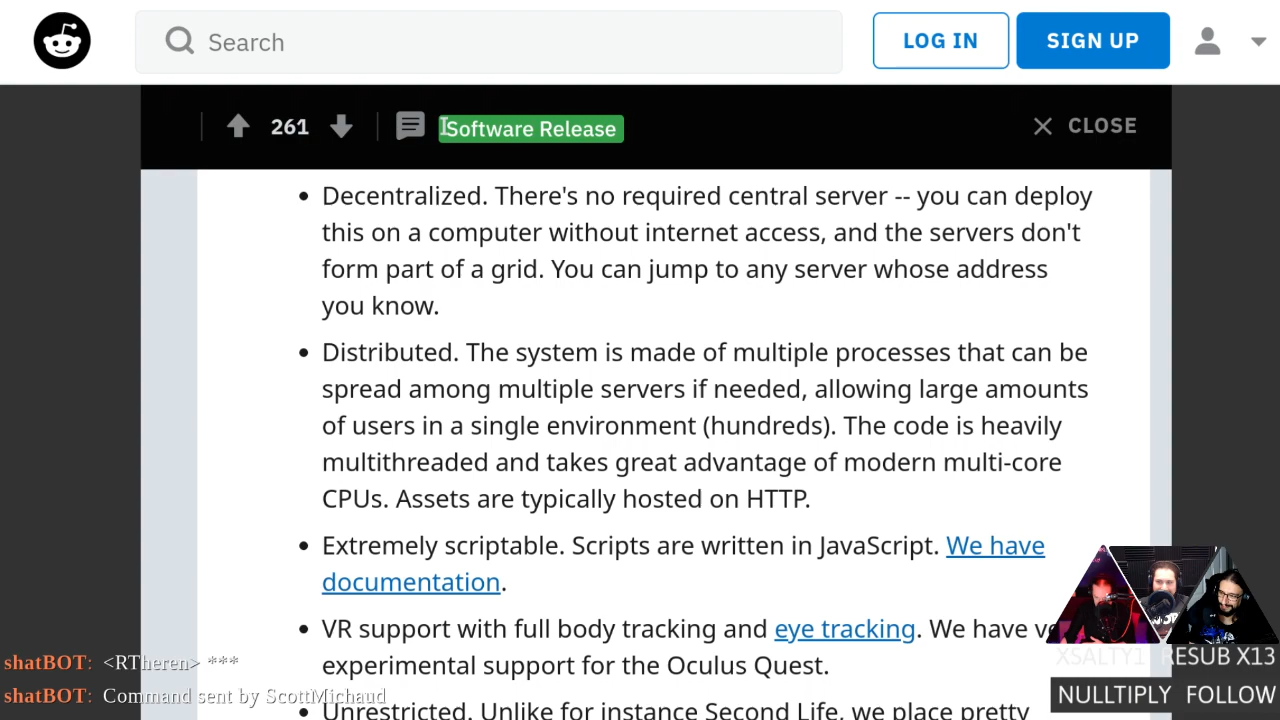 Search
LOG IN
SIGN UP
261
Software Release
CLOSE
Decentralized. There's no required central server -- you can deploy
this on a computer without internet access, and the servers don't
form part of a grid. You can jump to any server whose address
you know.
Distributed. The system is made of multiple processes that can be
spread among multiple servers if needed, allowing large amounts
of users in a single environment (hundreds). The code is heavily
multithreaded and takes great advantage of modern multi-core
CPUs. Assets are typically hosted on HTTP.
Extremely scriptable. Scripts are written in JavaScript. We have
documentation.
VR support with full body tracking and eye tracking. We have
experimental support for the Oculus Quest.
Unrestricted. Unlike for instance Second Life, we place pretty
shatBOT: <RTheren> ***
shatBOT: Command sent by ScottMichaud
XSALTY1 RESUB X13
NULLTIPLY FOLLOW